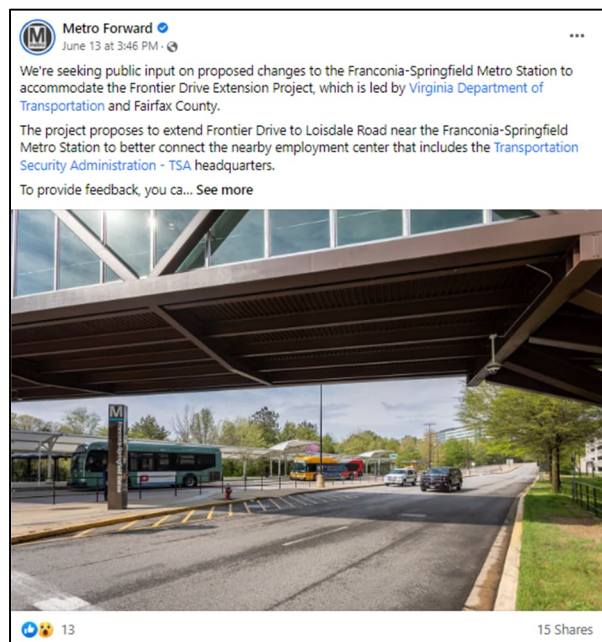 Metro Forward
June 13 at 3:46 PM ·
We're seeking public input on proposed changes to the Franconia-Springfield Metro Station to
accommodate the Frontier Drive Extension Project, which is led by Virginia Department of
Transportation and Fairfax County.
The project proposes to extend Frontier Drive to Loisdale Road near the Franconia-Springfield
Metro Station to better connect the nearby employment center that includes the Transportation
Security Administration - TSA headquarters.
To provide feedback, you ca... See more
M
Franconia-Springfield Station
13
15 Shares